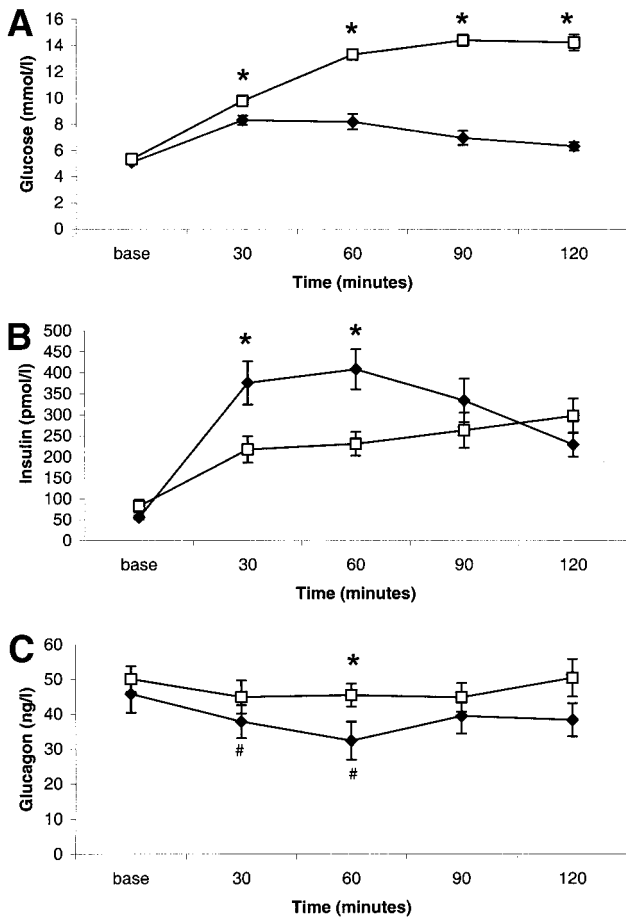 A
Glucose (mmol/l)
16
14
12
10
8
6
4
2
0
* * * *
base 30 60 90 120
Time (minutes)
B
Insulin (pmol/l)
500
450
400
350
300
250
200
150
100
50
0
* *
base 30 60 90 120
Time (minutes)
C
Glucagon (ng/l)
60
50
40
30
20
10
0
*
# #
base 30 60 90 120
Time (minutes)